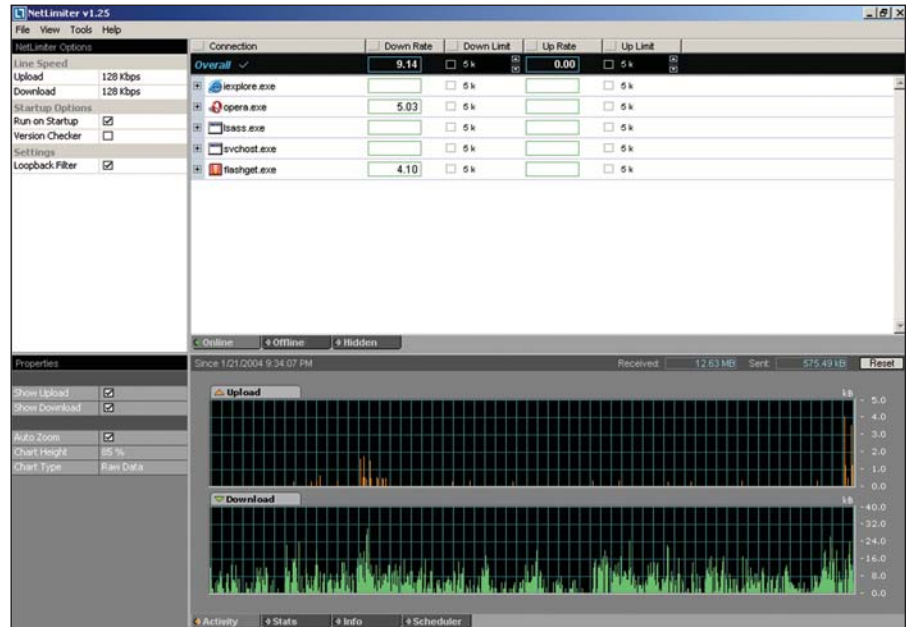 NetLimiter v1.25
File View Tools Help
NetLimiter Options
Line Speed
Upload 128 Kbps
Download 128 Kbps
Startup Options
Run on Startup
Version Checker
Settings
Loopback Filter
Connection Down Rate Down Limit Up Rate Up Limit
Overall 9.14 5 k 0.00 5 k
iexplore.exe 5 k 5 k
opera.exe 5.03 5 k 5 k
lsass.exe 5 k 5 k
svchost.exe 5 k 5 k
flashget.exe 4.10 5 k 5 k
Online Offline Hidden
Properties
Show Upload
Show Download
Auto Zoom
Chart Height 85 %
Chart Type Raw Data
Since 1/21/2004 9:34:07 PM Received: 12.63 MB Sent: 575.49 kB Reset
Upload kB
5.0
4.0
3.0
2.0
1.0
0.0
Download kB
40.0
32.0
24.0
16.0
8.0
0.0
Activity Stats Info Scheduler